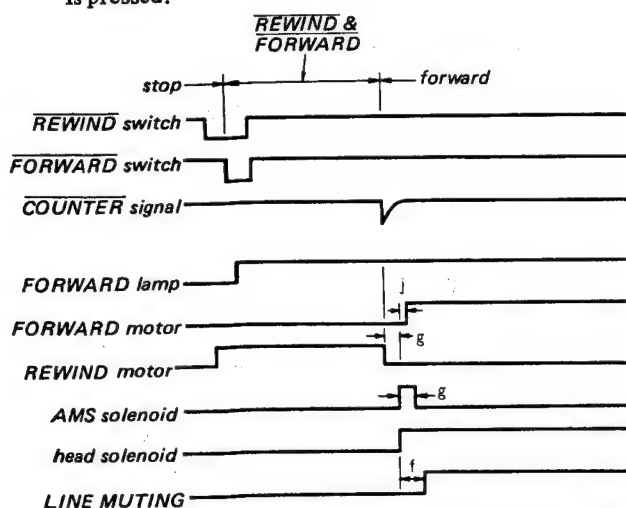 is pressed?
REWIND &
FORWARD
stop
forward
REWIND switch
FORWARD switch
COUNTER signal
FORWARD lamp
j
FORWARD motor
g
REWIND motor
AMS solenoid
g
head solenoid
f
LINE MUTING